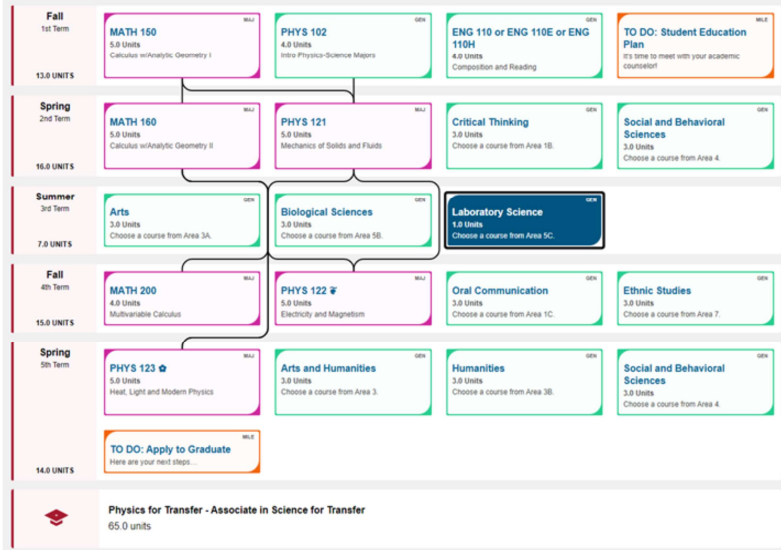 Fall
1st Term
13.0 UNITS
MAJ
MATH 150
5.0 Units
Calculus w/Analytic Geometry I
GEN
PHYS 102
4.0 Units
Intro Physics-Science Majors
GEN
ENG 110 or ENG 110E or ENG
110H
4.0 Units
Composition and Reading
MILE
TO DO: Student Education
Plan
It's time to meet with your academic
counselor!
Spring
2nd Term
16.0 UNITS
MAJ
MATH 160
5.0 Units
Calculus w/Analytic Geometry II
MAJ
PHYS 121
5.0 Units
Mechanics of Solids and Fluids
GEN
Critical Thinking
3.0 Units
Choose a course from Area 1B.
GEN
Social and Behavioral
Sciences
3.0 Units
Choose a course from Area 4.
Summer
3rd Term
7.0 UNITS
GEN
Arts
3.0 Units
Choose a course from Area 3A.
GEN
Biological Sciences
3.0 Units
Choose a course from Area 5B.
GEN
Laboratory Science
1.0 Units
Choose a course from Area 5C.
Fall
4th Term
15.0 UNITS
MAJ
MATH 200
4.0 Units
Multivariable Calculus
MAJ
PHYS 122
5.0 Units
Electricity and Magnetism
GEN
Oral Communication
3.0 Units
Choose a course from Area 1C.
GEN
Ethnic Studies
3.0 Units
Choose a course from Area 7.
Spring
5th Term
14.0 UNITS
MAJ
PHYS 123
5.0 Units
Heat, Light and Modern Physics
GEN
Arts and Humanities
3.0 Units
Choose a course from Area 3.
GEN
Humanities
3.0 Units
Choose a course from Area 3B.
GEN
Social and Behavioral
Sciences
3.0 Units
Choose a course from Area 4.
MILE
TO DO: Apply to Graduate
Here are your next steps...
Physics for Transfer - Associate in Science for Transfer
65.0 units